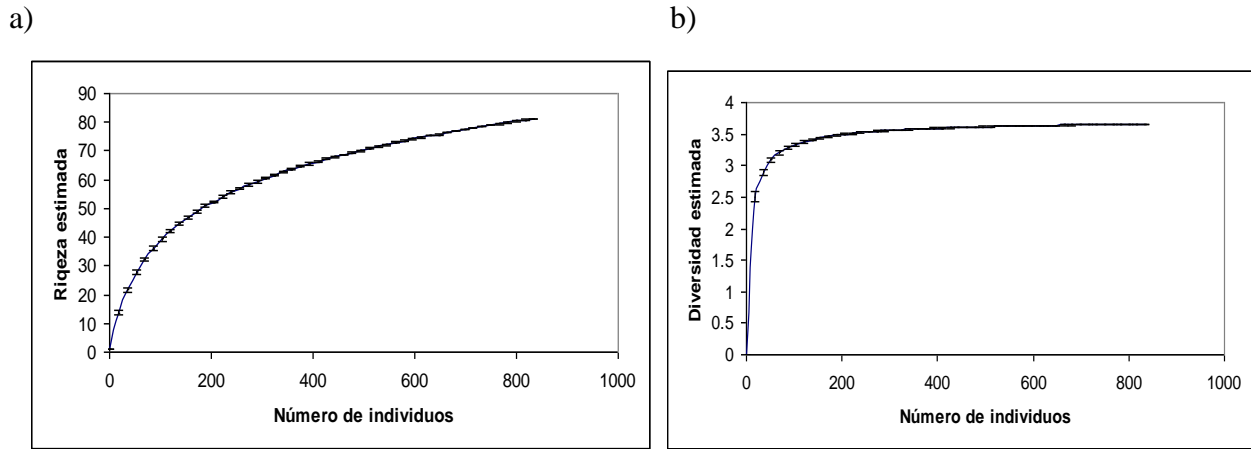 a)
b)
Riqeza estimada
90
80
70
60
50
40
30
20
10
0
0 200 400 600 800 1000
Número de individuos
Diversidad estimada
4
3.5
3
2.5
2
1.5
1
0.5
0
0 200 400 600 800 1000
Número de individuos